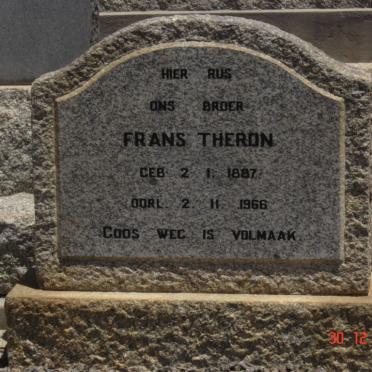 HIER RUS
ONS BROER
FRANS THERON
GEB 2 1. 1887
OORL. 2. 11. 1966
GODS WEG IS VOLMAAK
30 12